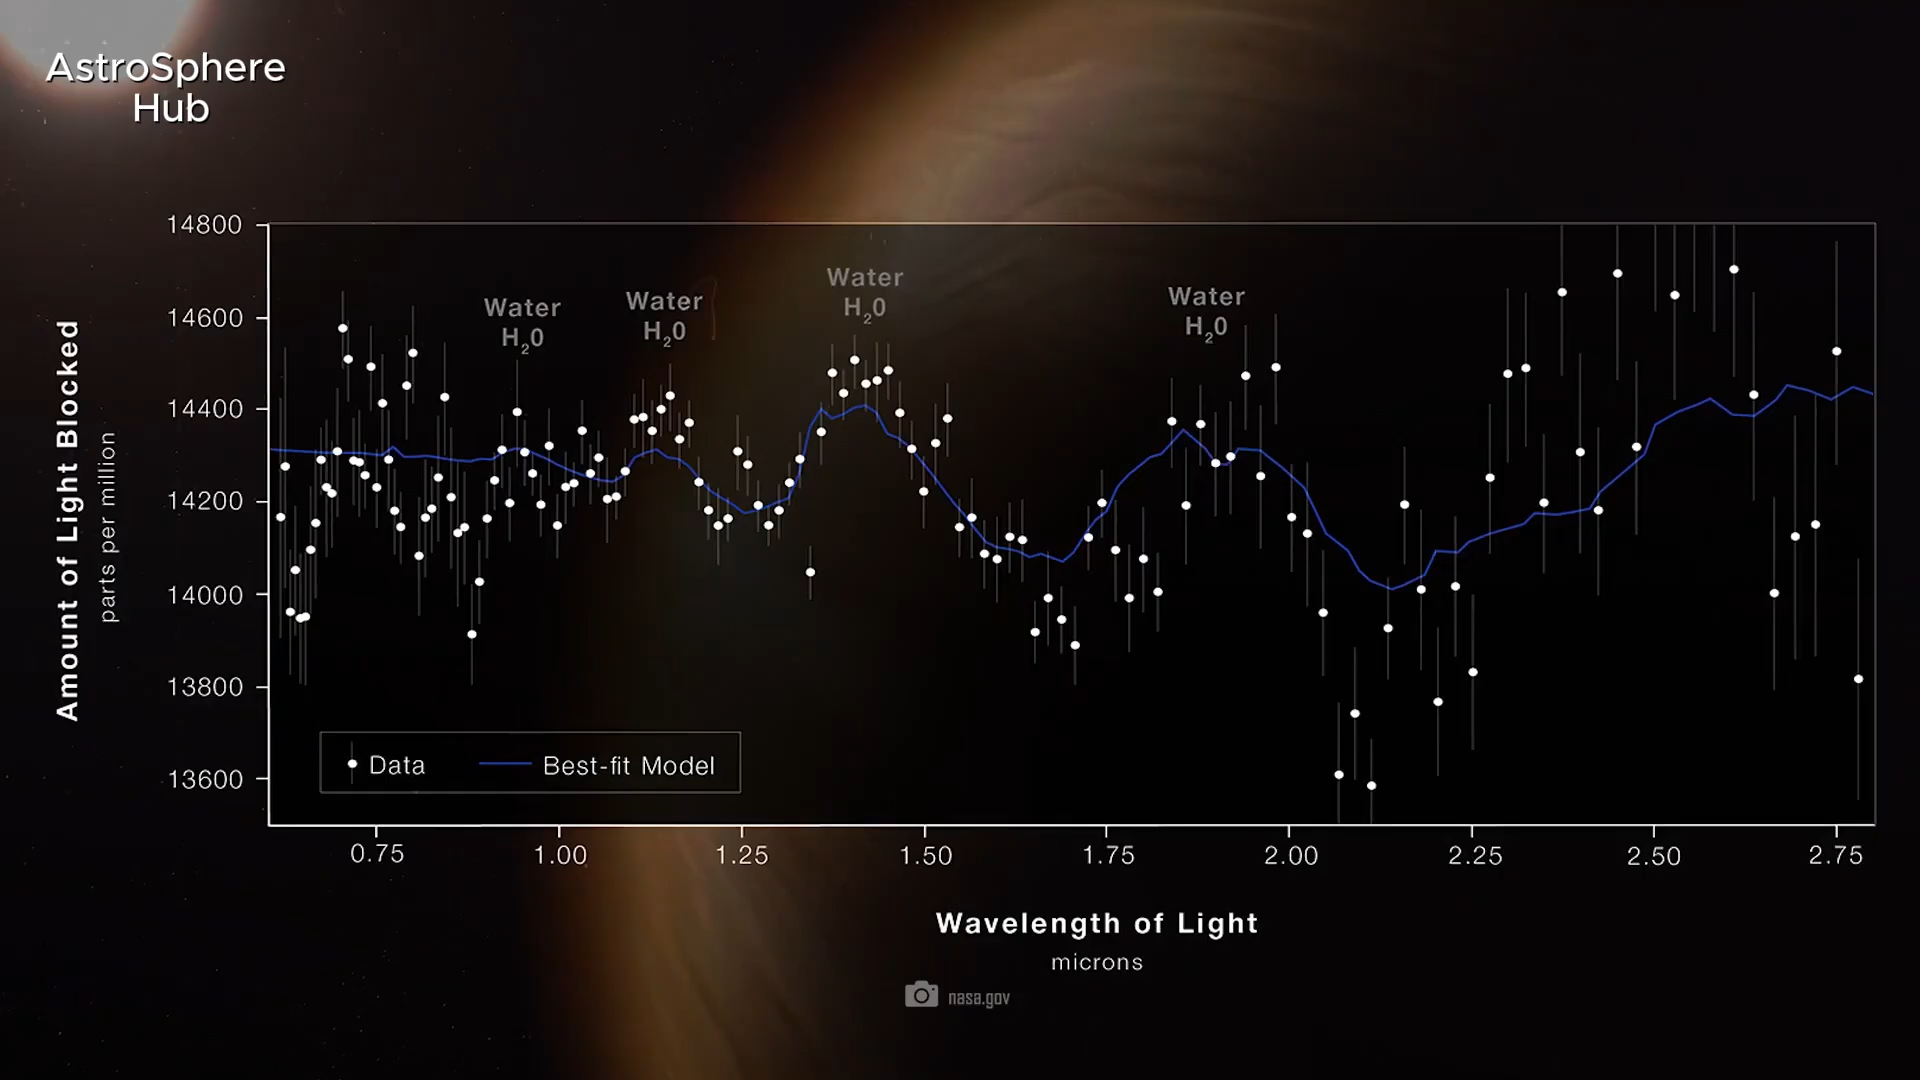 AstroSphere
Hub
14800
14600
14400
14200
14000
13800
13600
Amount of Light Blocked
parts per million
Water
H₂0
Water
H₂0
Water
H₂0
Water
H₂0
Data
Best-fit Model
0.75
1.00
1.25
1.50
1.75
2.00
2.25
2.50
2.75
Wavelength of Light
microns
nasa.gov